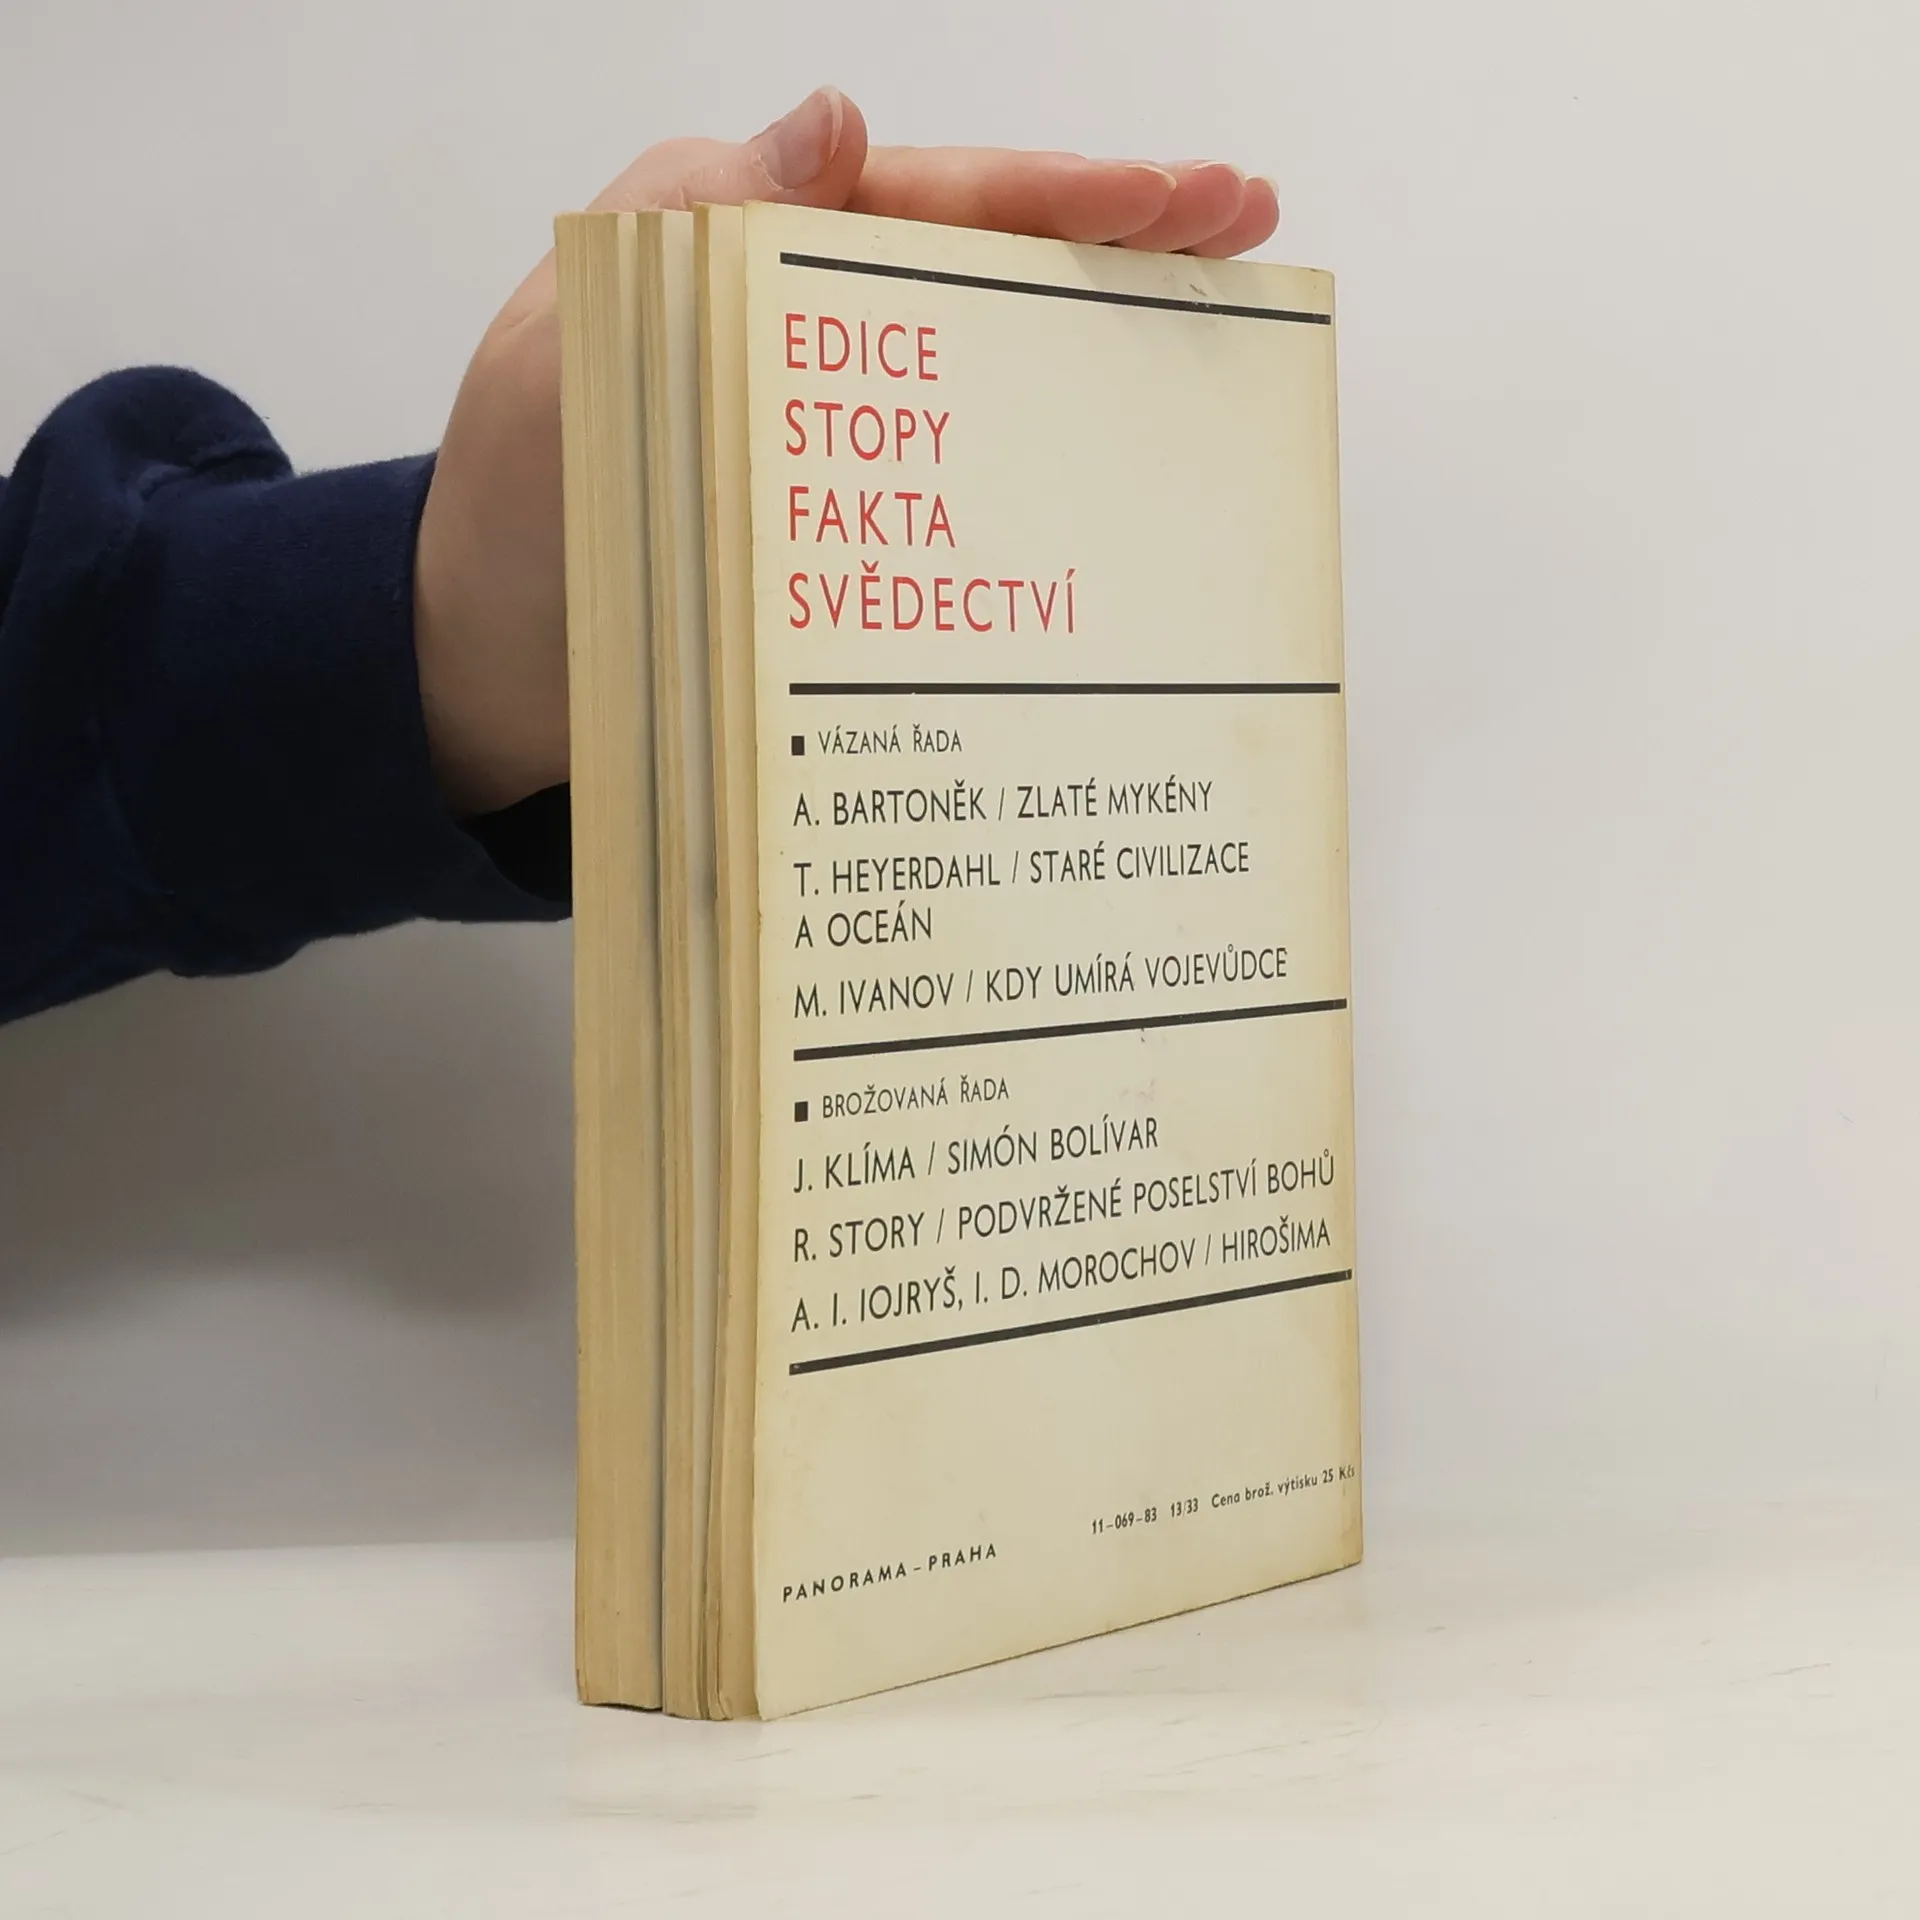 EDICE
STOPY
FAKTA
SVĚDECTVÍ
■ VÁZANÁ ŘADA
A. BARTONĚK / ZLATÉ MYKÉNY
T. HEYERDAHL / STARÉ CIVILIZACE
A OCEÁN
M. IVANOV / KDY UMÍRÁ VOJEVŮDCE
■ BROŽOVANÁ ŘADA
J. KLÍMA / SIMÓN BOLÍVAR
R. STORY / PODVRŽENÉ POSELSTVÍ BOHŮ
A. I. IOJRYŠ, I. D. MOROCHOV / HIROŠIMA
11-069-83 13/33 Cena brož. výtisku 25 Kčs
PANORAMA – PRAHA